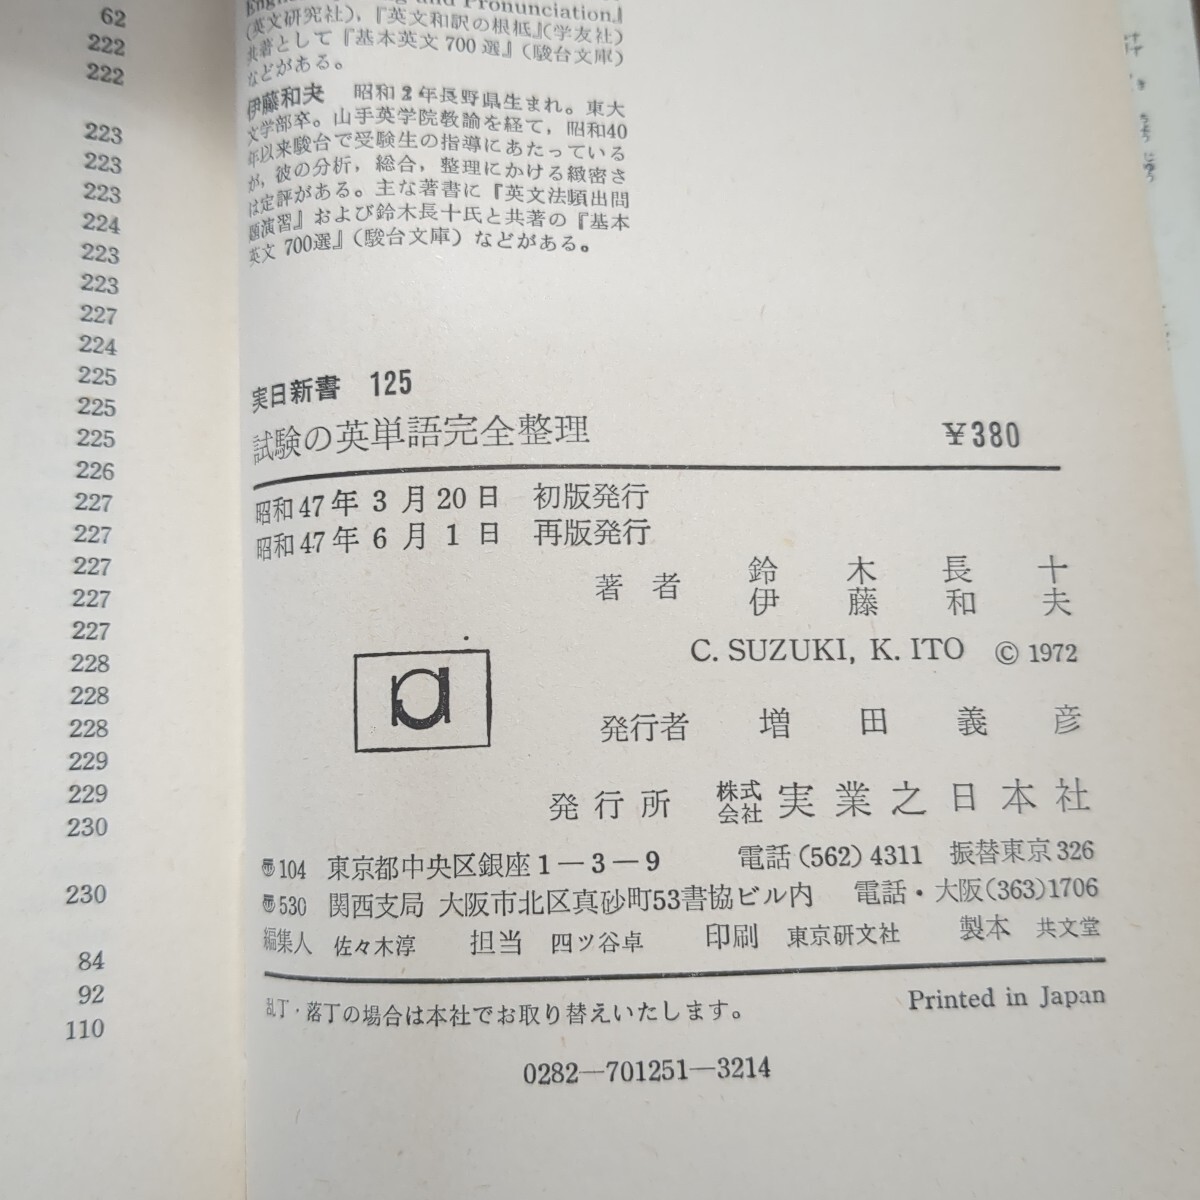 62
222
222
223
223
223
224
223
223
227
224
225
225
225
226
227
227
227
227
227
228
228
228
229
229
230
230
84
92
110
and Pronunciation』
(英文研究社),『英文和訳の根柢』(学友社)
共著として『基本英文700選』(駿台文庫)
などがある。
伊藤和夫 昭和2年長野県生まれ。東大
文学部卒。山手英学院教諭を経て,昭和40
年以来駿台で受験生の指導にあたっている
が,彼の分析,総合,整理にかける緻密さ
は定評がある。主な著書に『英文法頻出問
題演習』および鈴木長十氏と共著の『基本
英文700選』(駿台文庫)などがある。
実日新書 125
試験の英単語完全整理 ¥380
昭和47年3月20日 初版発行
昭和47年6月1日 再版発行
著者 鈴木長十
伊藤和夫
C. SUZUKI, K. ITO © 1972
発行者 増田義彦
発行所 株式会社 実業之日本社
〠104 東京都中央区銀座1―3―9 電話(562)4311 振替東京326
〠530 関西支局 大阪市北区真砂町53書協ビル内 電話・大阪(363)1706
編集人 佐々木淳 担当 四ツ谷卓 印刷 東京研文社 製本 共文堂
乱丁・落丁の場合は本社でお取り替えいたします。 Printed in Japan
0282―701251―3214